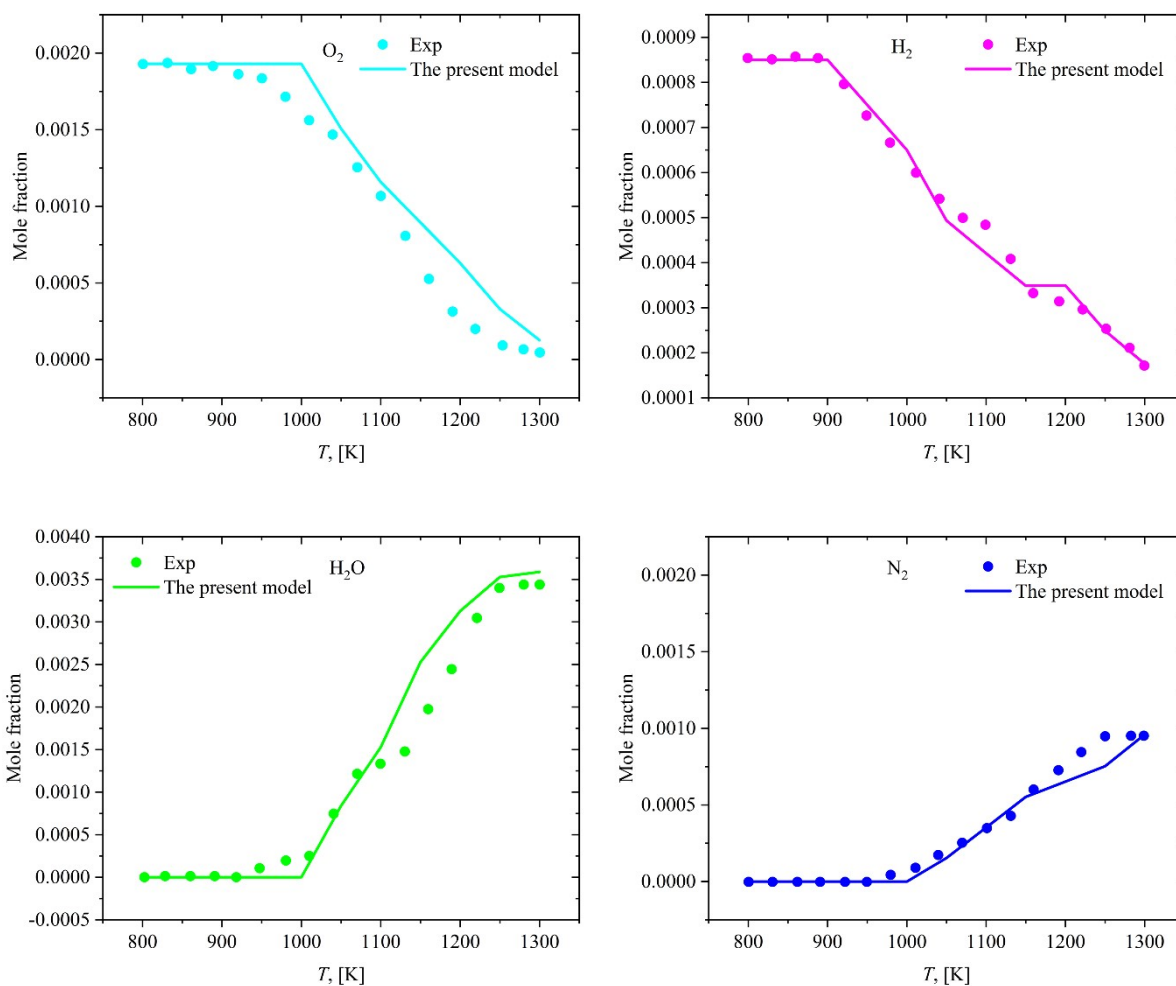 O2
Exp
The present model
0.0020
0.0015
0.0010
0.0005
0.0000
Mole fraction
800 900 1000 1100 1200 1300
T, [K]
H2
Exp
The present model
0.0009
0.0008
0.0007
0.0006
0.0005
0.0004
0.0003
0.0002
0.0001
Mole fraction
800 900 1000 1100 1200 1300
T, [K]
H2O
Exp
The present model
0.0040
0.0035
0.0030
0.0025
0.0020
0.0015
0.0010
0.0005
0.0000
-0.0005
Mole fraction
800 900 1000 1100 1200 1300
T, [K]
N2
Exp
The present model
0.0020
0.0015
0.0010
0.0005
0.0000
Mole fraction
800 900 1000 1100 1200 1300
T, [K]